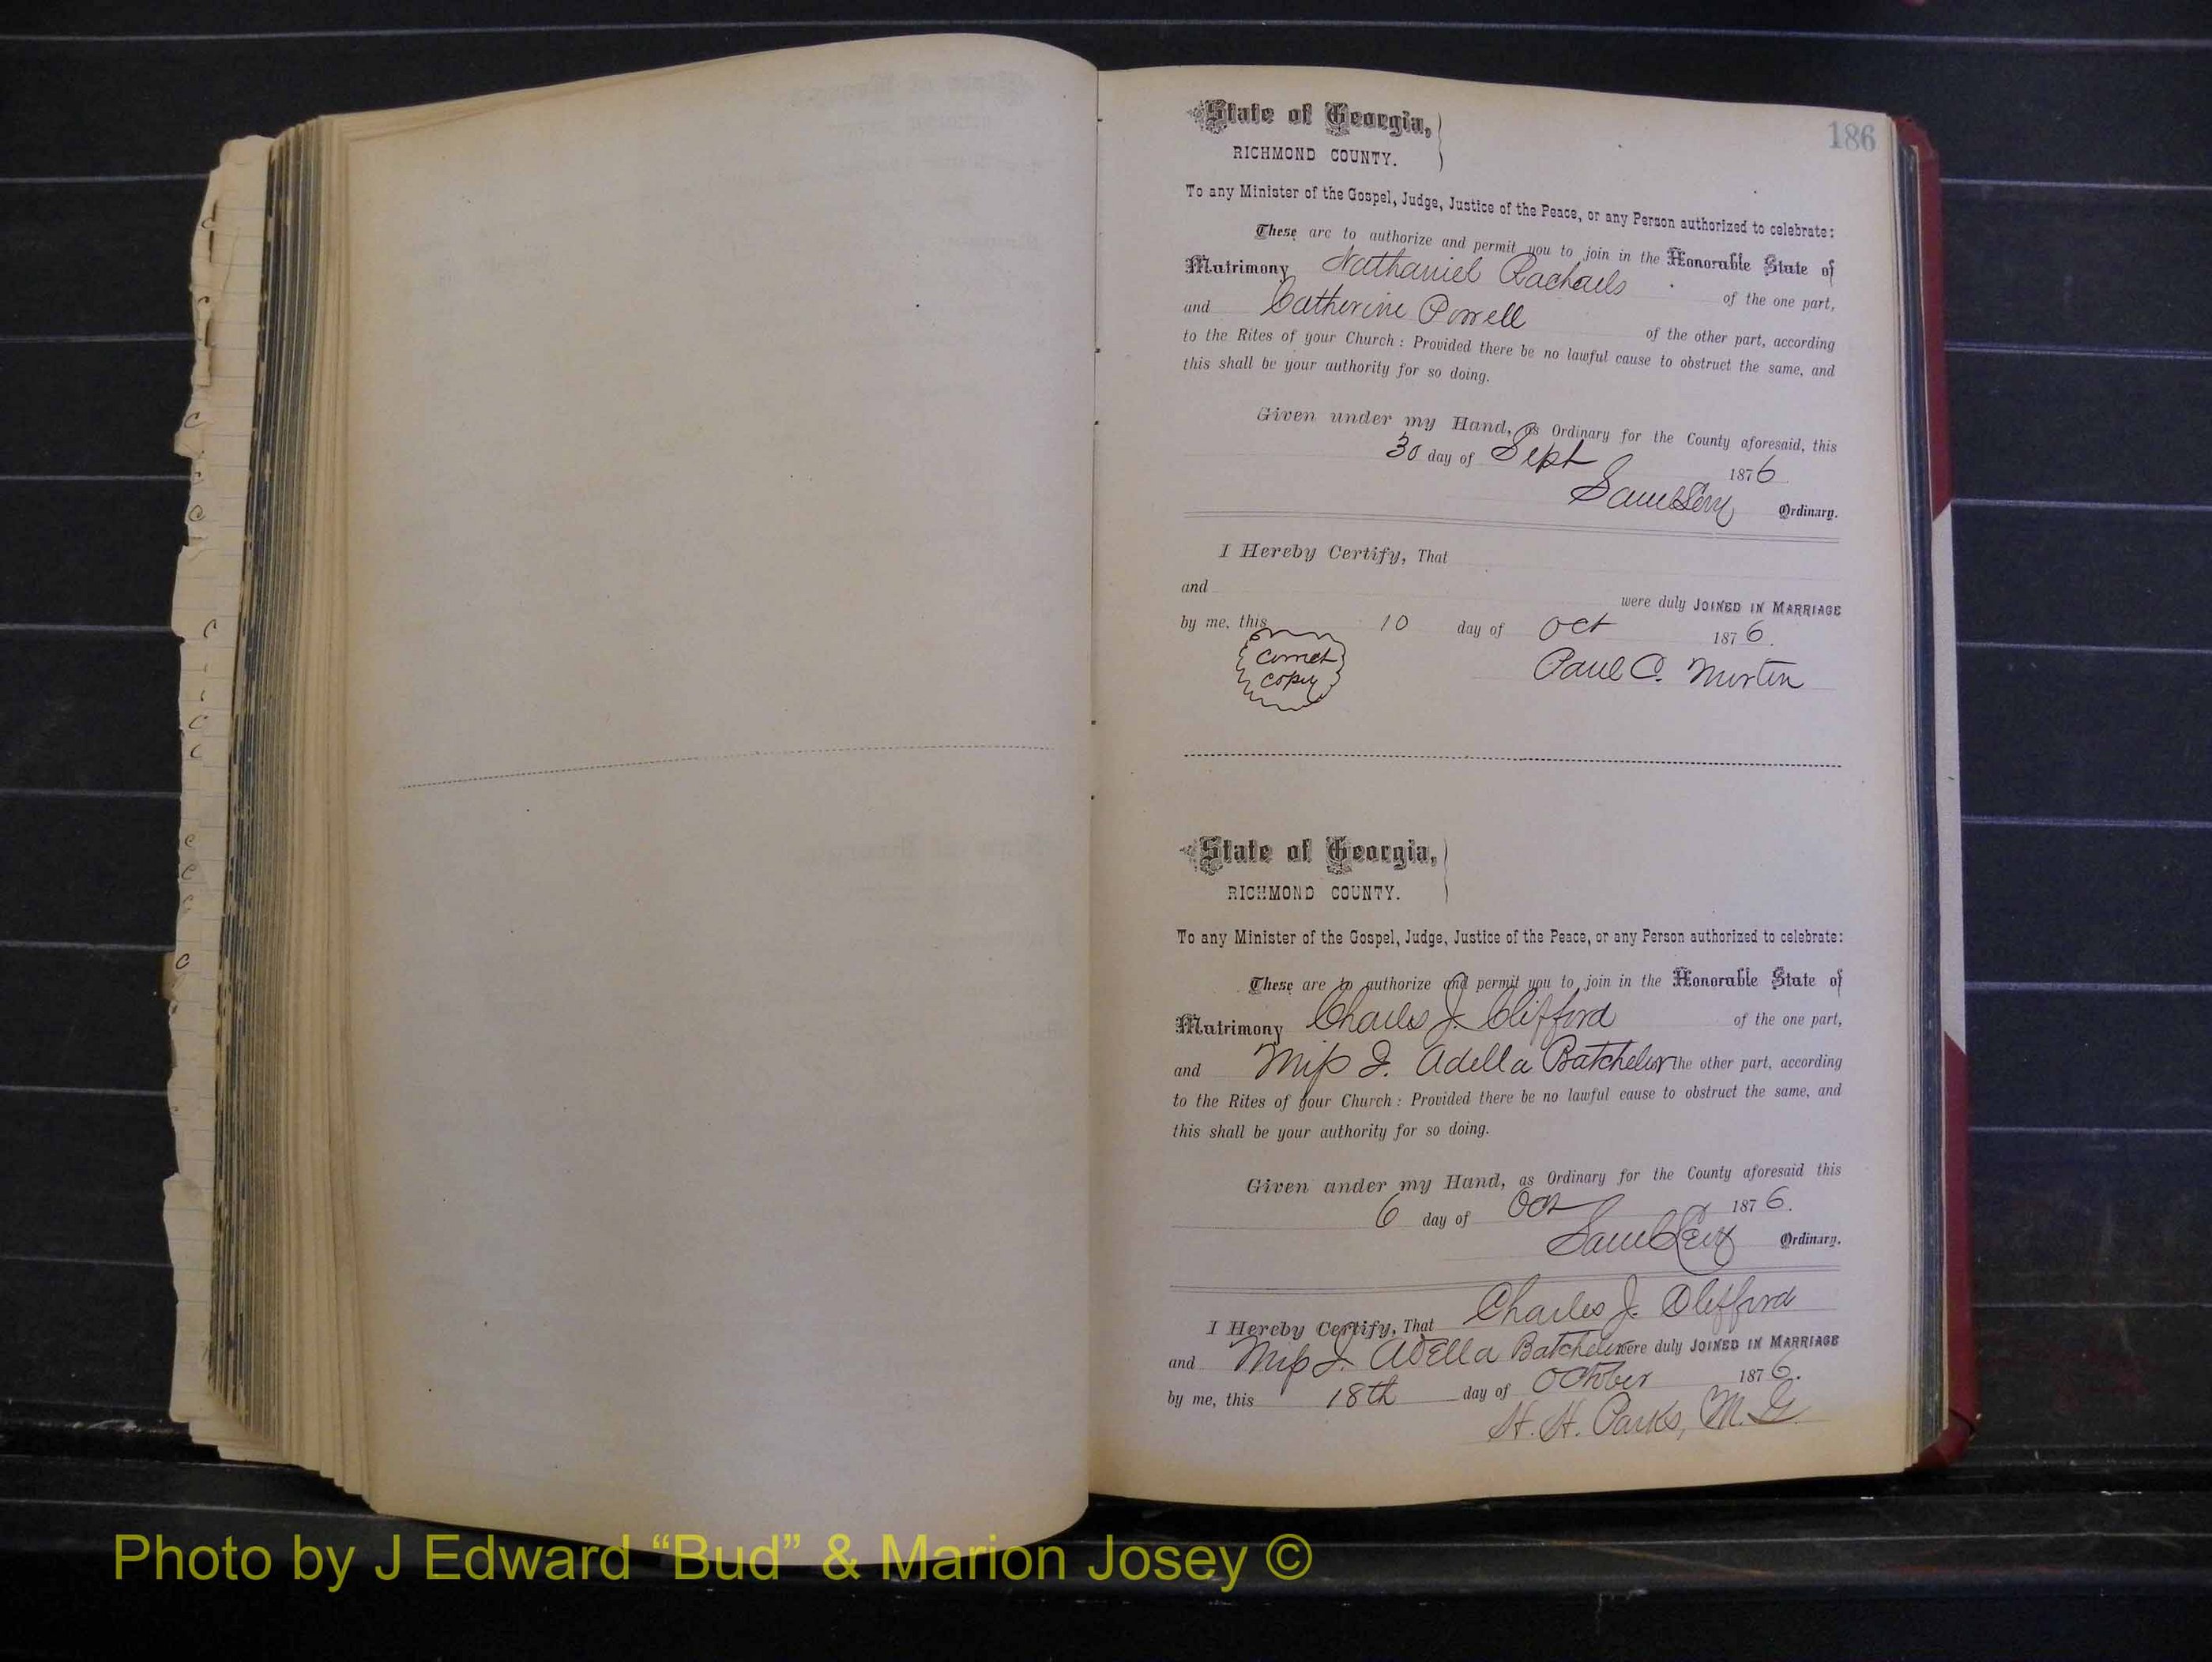 186
State of Georgia,
RICHMOND COUNTY.
To any Minister of the Gospel, Judge, Justice of the Peace, or any Person authorized to celebrate:
These are to authorize and permit you to join in the Honorable State of
Matrimony Nathaniel Rachaels of the one part,
and Catherine Powell of the other part, according
to the Rites of your Church: Provided there be no lawful cause to obstruct the same, and
this shall be your authority for so doing.
Given under my Hand, as Ordinary for the County aforesaid, this
30 day of Sept 1876
Saml Levy Ordinary.
I Hereby Certify, That
and were duly JOINED IN MARRIAGE
by me, this 10 day of Oct 1876.
Correct
copy
Paul C.
State of Georgia,
RICHMOND COUNTY.
To any Minister of the Gospel, Judge, Justice of the Peace, or any Person authorized to celebrate:
These are to authorize and permit you to join in the Honorable State of
Matrimony Charles J. Clifford of the one part,
and Miss J. Adella Batchelor the other part, according
to the Rites of your Church: Provided there be no lawful cause to obstruct the same, and
this shall be your authority for so doing.
Given under my Hand, as Ordinary for the County aforesaid this
6 day of Oct 1876.
Saml Levy Ordinary.
I Hereby Certify, That Charles J. Clifford
and Miss J. Adella Batchelor were duly JOINED IN MARRIAGE
by me, this 18th day of October 1876.
H. H. Parks, M.G.
Photo by J Edward “Bud” & Marion Josey ©